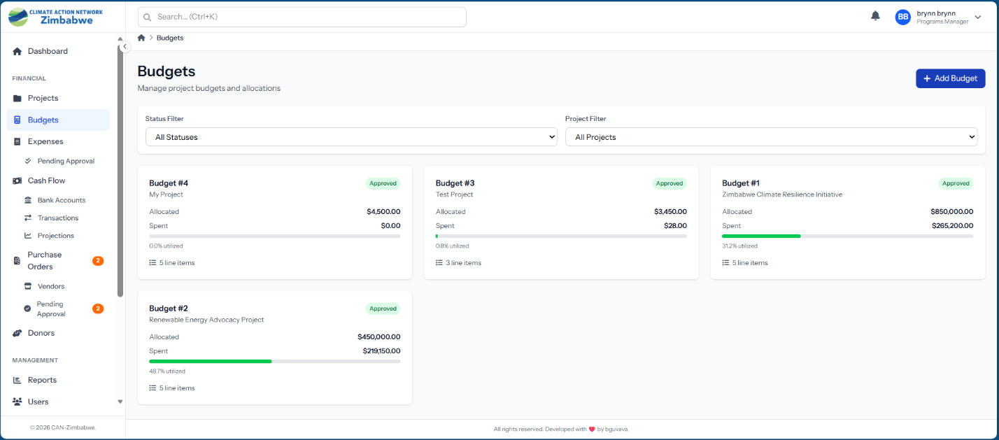 CLIMATE ACTION NETWORK
Zimbabwe
Search... (Ctrl+K)
BB
brynn brynn
Programs Manager
Budgets
Dashboard
FINANCIAL
Projects
Budgets
Expenses
Pending Approval
Cash Flow
Bank Accounts
Transactions
Projections
Purchase
Orders
2
Vendors
Pending
Approval
2
Donors
MANAGEMENT
Reports
Users
© 2026 CAN-Zimbabwe.
Budgets
Manage project budgets and allocations
+ Add Budget
Status Filter
All Statuses
Project Filter
All Projects
Budget #4
Approved
My Project
Allocated $4,500.00
Spent $0.00
0.0% utilized
5 line items
Budget #3
Approved
Test Project
Allocated $3,450.00
Spent $28.00
0.8% utilized
3 line items
Budget #1
Approved
Zimbabwe Climate Resilience Initiative
Allocated $850,000.00
Spent $265,200.00
31.2% utilized
5 line items
Budget #2
Approved
Renewable Energy Advocacy Project
Allocated $450,000.00
Spent $219,150.00
48.7% utilized
5 line items
All rights reserved. Developed with ❤ by bguvava.